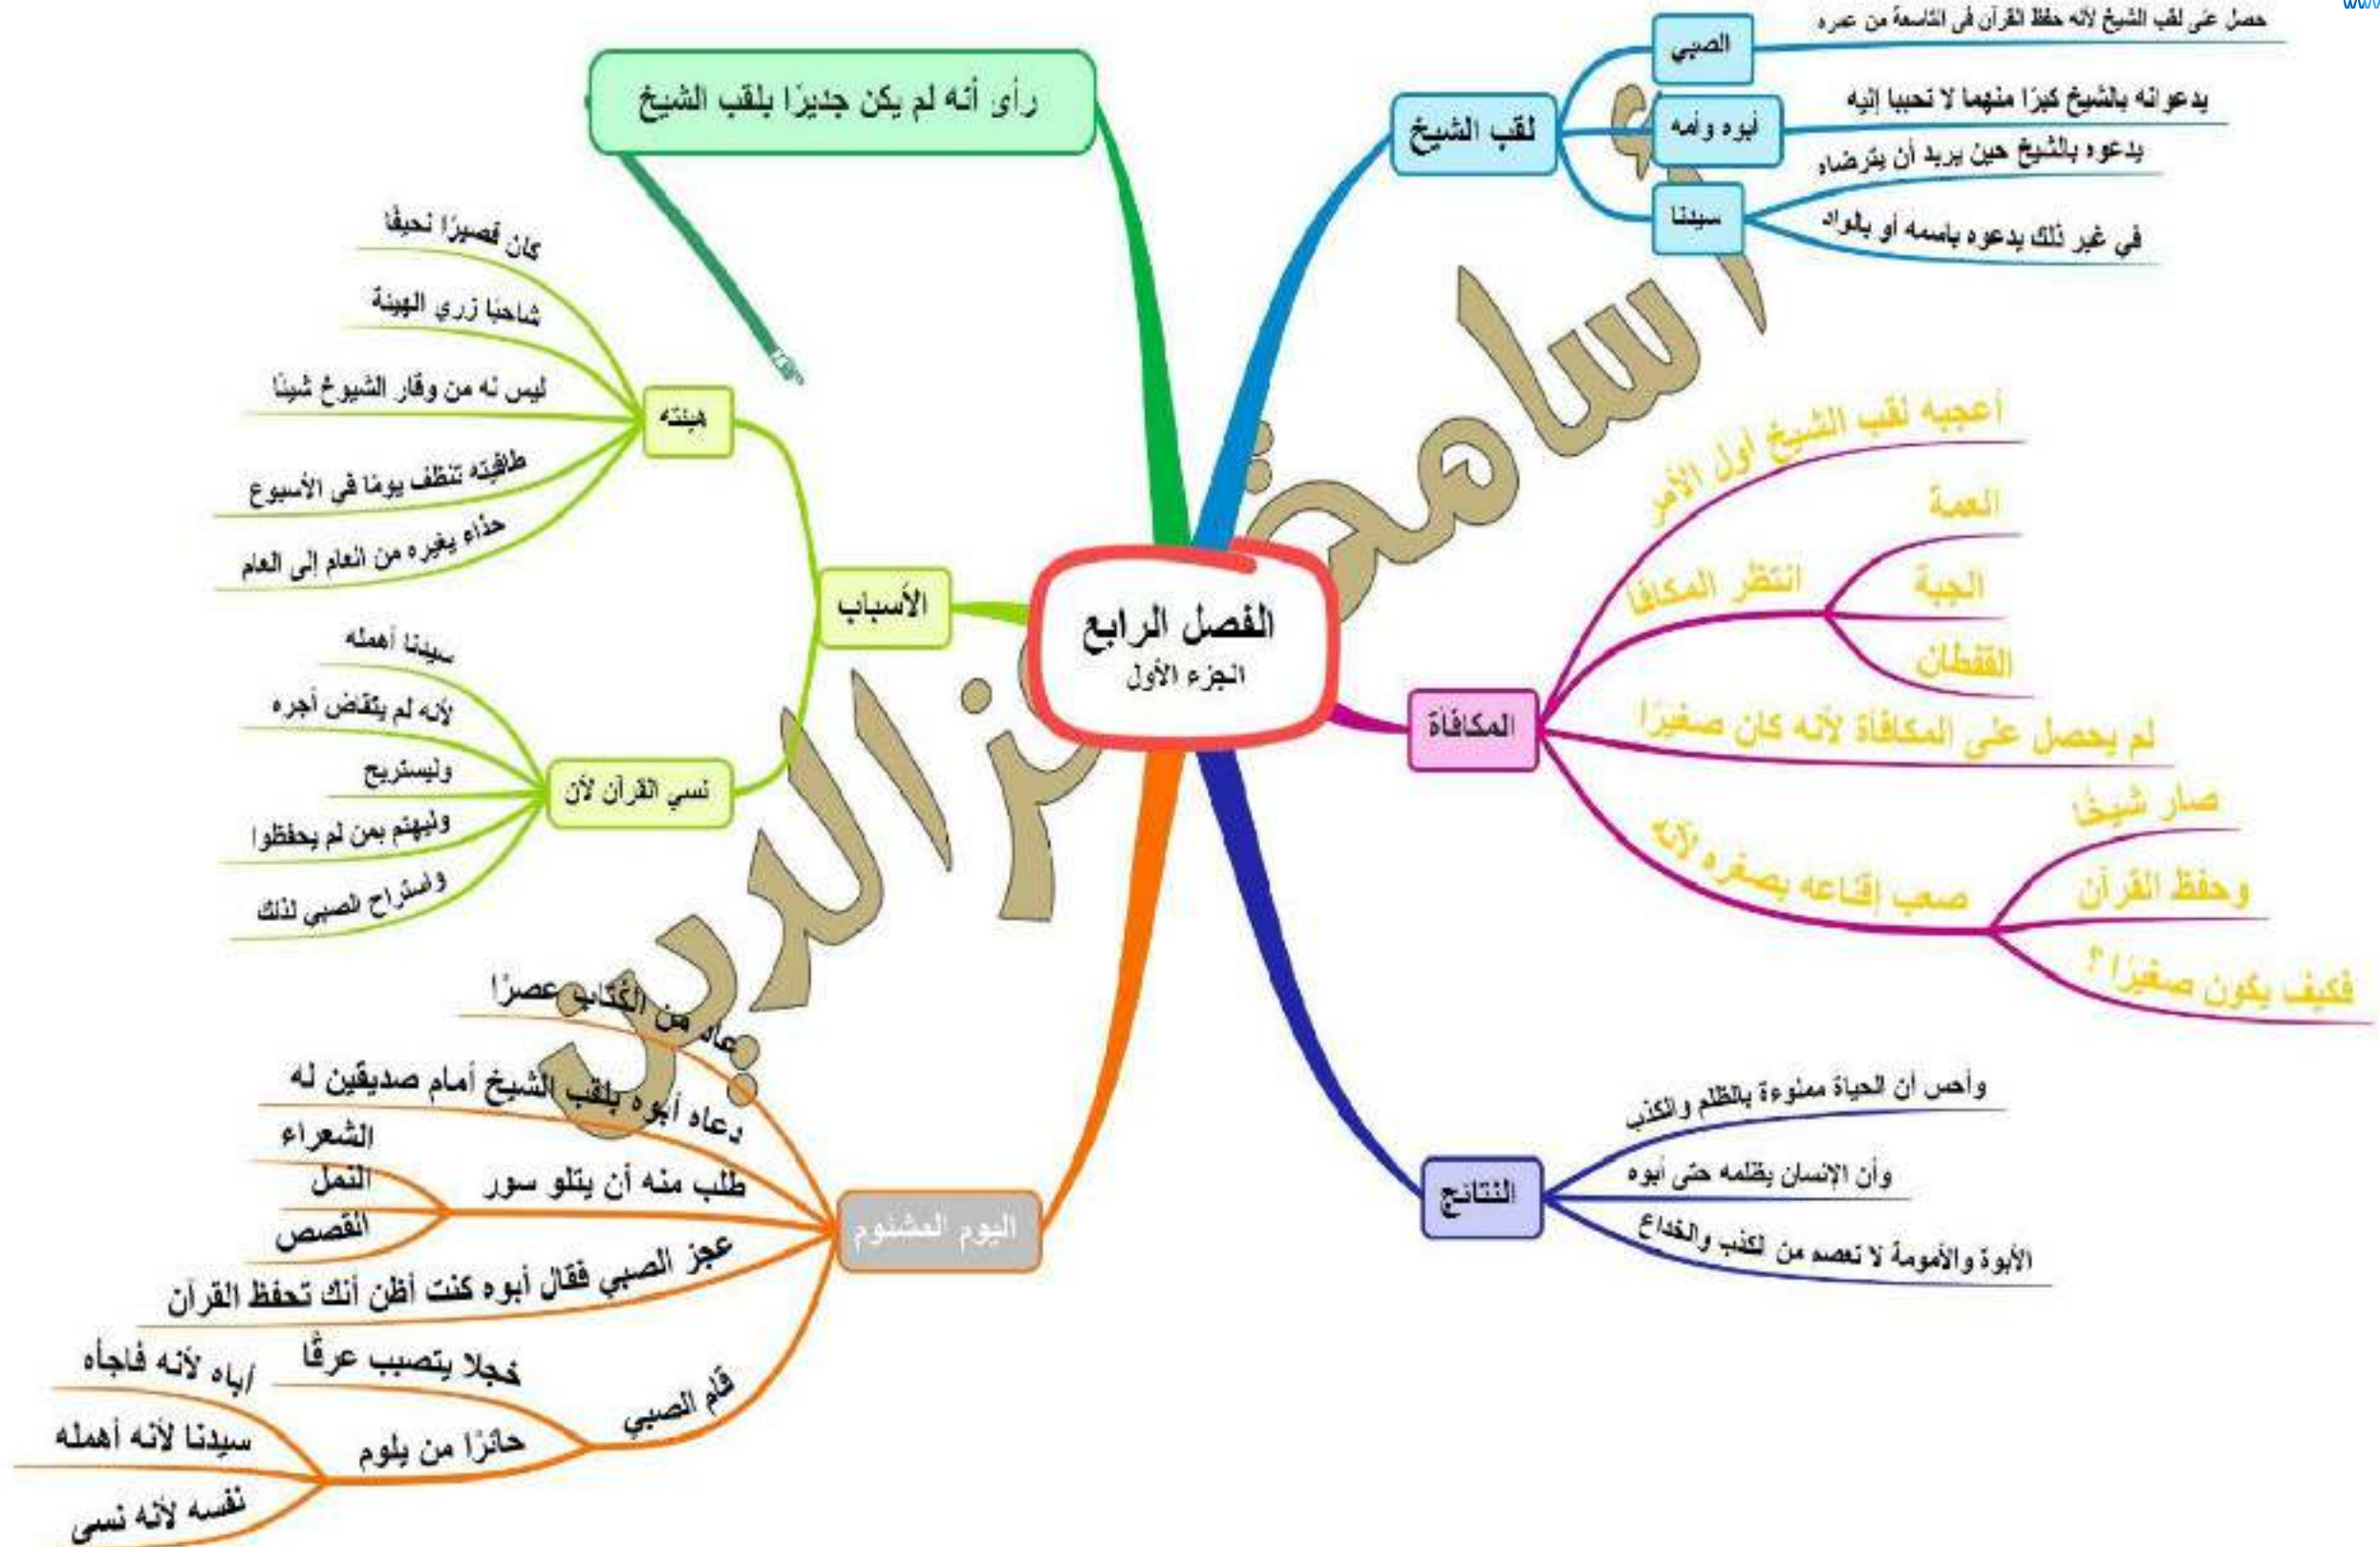 الفصل الرابع
الجزء الأول
لقب الشيخ
الصبي
حصل على لقب الشيخ لأنه حفظ القرآن في التاسعة من عمره
أبوه وأمه
يدعوانه بالشيخ كبرًا منهما لا تحببا إليه
سيدنا
يدعوه بالشيخ حين يريد أن يترضاه
في غير ذلك يدعوه باسمه أو بالواد
المكافأة
أعجبه لقب الشيخ أول الأمر
انتظر المكافأ
العمة
الجبة
القفطان
لم يحصل على المكافأة لأنه كان صغيرًا
صعب إقناعه بصغره لأنه
صار شيخًا
وحفظ القرآن
فكيف يكون صغيرًا ؟
النتائج
وأحس أن الحياة مملوءة بالظلم والكذب
وأن الإنسان يظلمه حتى أبوه
الأبوة والأمومة لا تعصم من الكذب والخداع
رأى أنه لم يكن جديرًا بلقب الشيخ
الأسباب
هيئته
كان قصيرًا نحيفًا
شاحبًا زري الهيئة
ليس له من وقار الشيوخ شيئًا
طاقيته تنظف يومًا في الأسبوع
حذاء يغيره من العام إلى العام
نسي القرآن لأن
سيدنا أهمله
لأنه لم يتقاض أجره
وليستريح
وليهتم بمن لم يحفظوا
واستراح الصبي لذلك
اليوم المشئوم
عاد من الكتاب عصرًا
دعاه أبوه بلقب الشيخ أمام صديقين له
طلب منه أن يتلو سور
الشعراء
النمل
القصص
عجز الصبي فقال أبوه كنت أظن أنك تحفظ القرآن
قام الصبي
خجلا يتصبب عرقًا
حائرًا من يلوم
أباه لأنه فاجأه
سيدنا لأنه أهمله
نفسه لأنه نسي